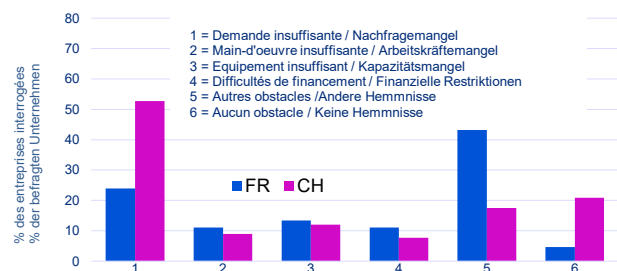 % des entreprises interrogées
% der befragten Unternehmen
80
70
60
50
40
30
20
10
0
1 = Demande insuffisante / Nachfragemangel
2 = Main-d'oeuvre insuffisante / Arbeitskräftemangel
3 = Equipement insuffisant / Kapazitätsmangel
4 = Difficultés de financement / Finanzielle Restriktionen
5 = Autres obstacles /Andere Hemmnisse
6 = Aucun obstacle / Keine Hemmnisse
FR CH
1 2 3 4 5 6